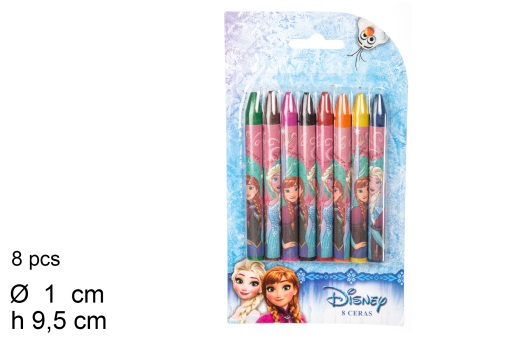 8 pcs
Ø 1 cm
h 9,5 cm
Disney
8 CERAS